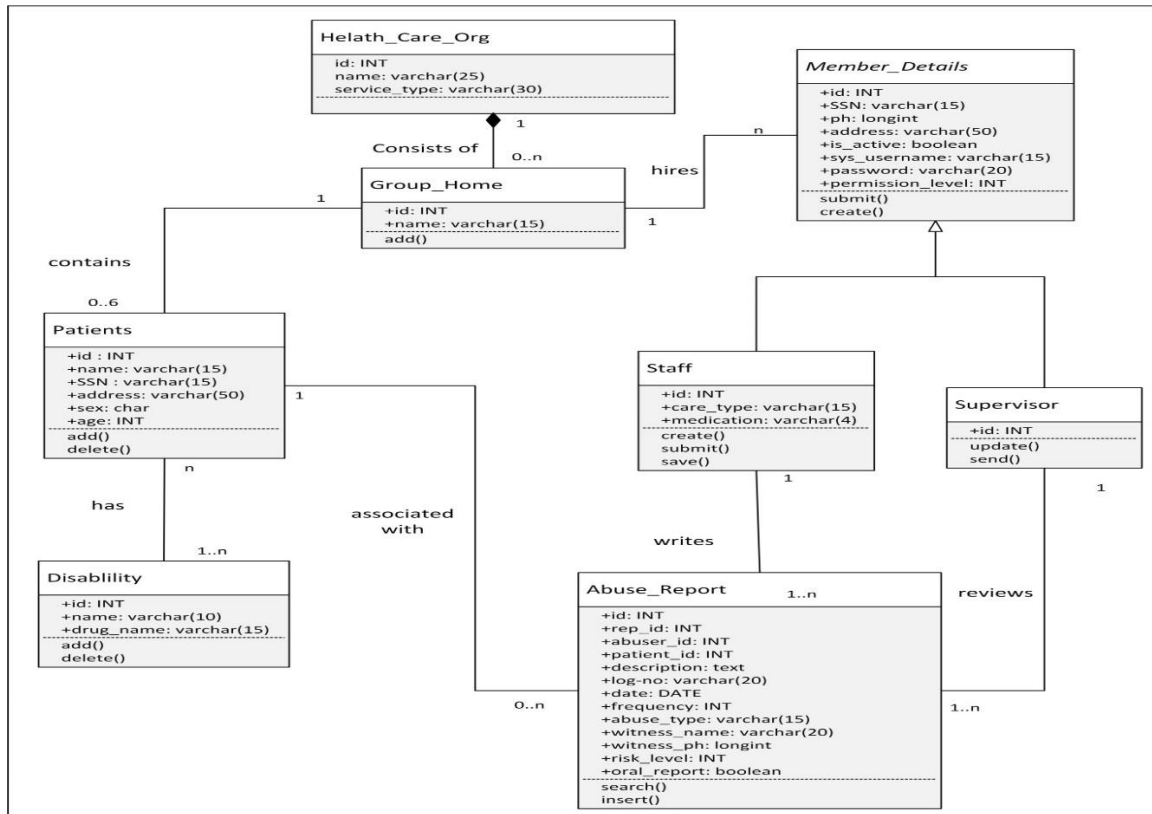 Helath_Care_Org
id: INT
name: varchar(25)
service_type: varchar(30)
1
Consists of
0..n
Group_Home
+id: INT
+name: varchar(15)
add()
Member_Details
+id: INT
+SSN: varchar(15)
+ph: longint
+address: varchar(50)
+is_active: boolean
+sys_username: varchar(15)
+password: varchar(20)
+permission_level: INT
submit()
create()
n
hires
1
1
contains
0..6
Patients
+id : INT
+name: varchar(15)
+SSN : varchar(15)
+address: varchar(50)
+sex: char
+age: INT
add()
delete()
1
n
has
1..n
Disablility
+id: INT
+name: varchar(10)
+drug_name: varchar(15)
add()
delete()
associated
with
0..n
Staff
+id: INT
+care_type: varchar(15)
+medication: varchar(4)
create()
submit()
save()
1
writes
1..n
Supervisor
+id: INT
update()
send()
1
reviews
1..n
Abuse_Report
+id: INT
+rep_id: INT
+abuser_id: INT
+patient_id: INT
+description: text
+log-no: varchar(20)
+date: DATE
+frequency: INT
+abuse_type: varchar(15)
+witness_name: varchar(20)
+witness_ph: longint
+risk_level: INT
+oral_report: boolean
search()
insert()